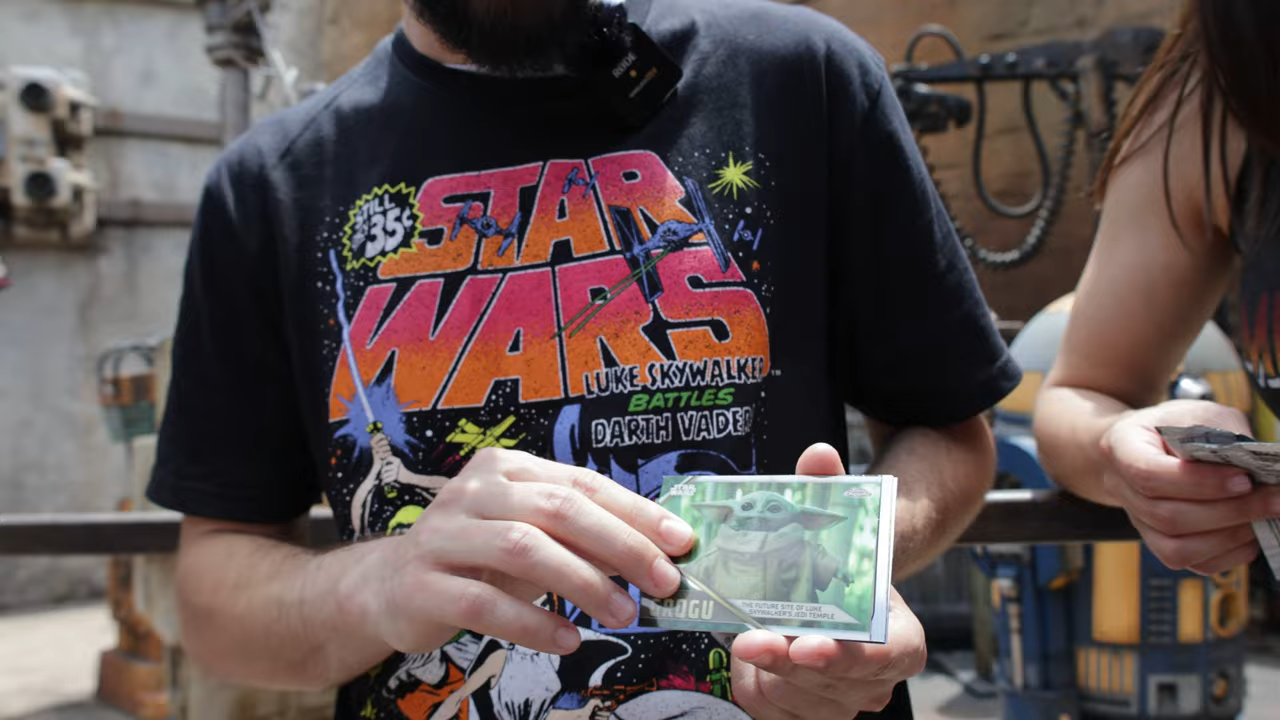 STILL
35¢
STAR
WARS
LUKE SKYWALKER
BATTLES
DARTH VADER
STAR
WARS
GROGU
THE FUTURE SITE OF LUKE
SKYWALKER'S JEDI TEMPLE